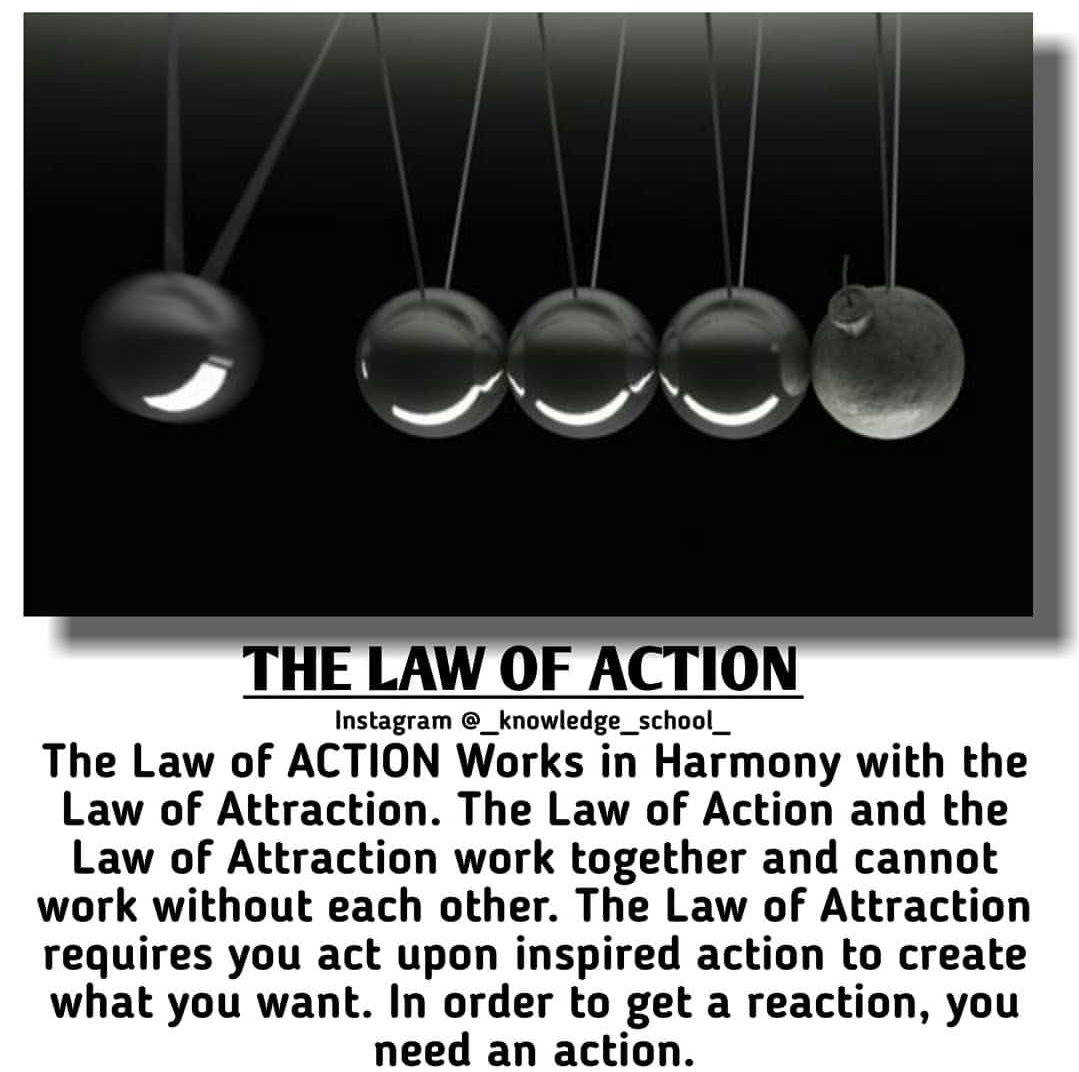 THE LAW OF ACTION
Instagram @_knowledge_school_
The Law of ACTION Works in Harmony with the
Law of Attraction. The Law of Action and the
Law of Attraction work together and cannot
work without each other. The Law of Attraction
requires you act upon inspired action to create
what you want. In order to get a reaction, you
need an action.